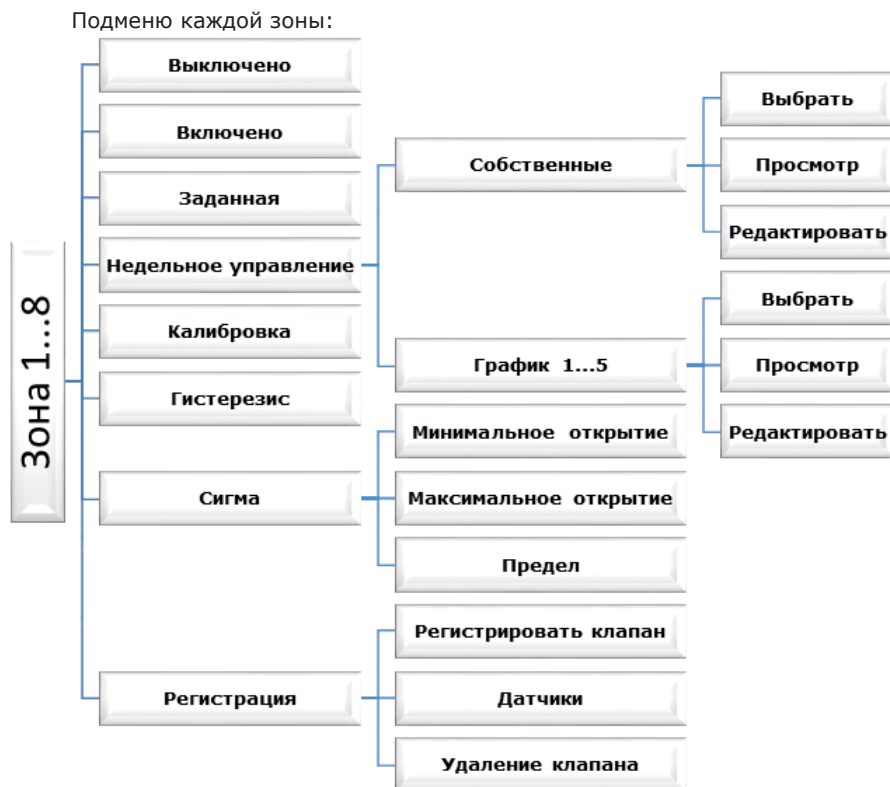 Подменю каждой зоны:
Зона 1...8
Выключено
Включено
Заданная
Недельное управление
Собственные
Выбрать
Просмотр
Редактировать
График 1...5
Выбрать
Просмотр
Редактировать
Калибровка
Гистерезис
Сигма
Минимальное открытие
Максимальное открытие
Предел
Регистрация
Регистрировать клапан
Датчики
Удаление клапана